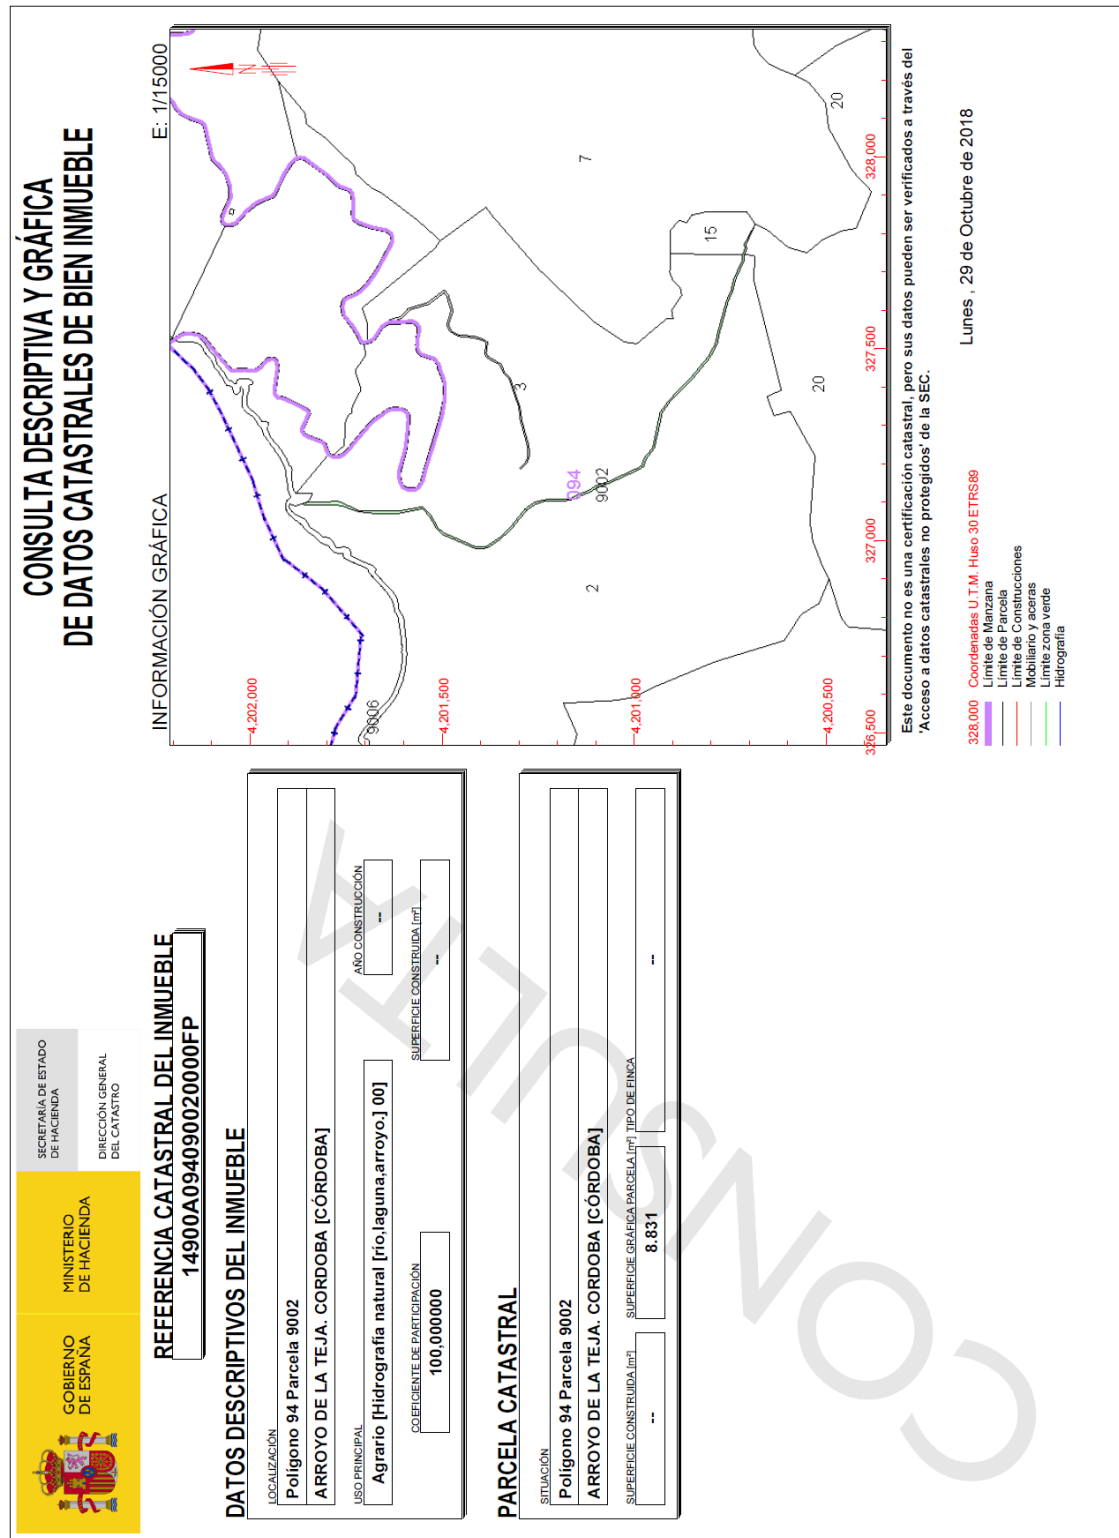 GOBIERNO
DE ESPAÑA
MINISTERIO
DE HACIENDA
SECRETARÍA DE ESTADO
DE HACIENDA
DIRECCIÓN GENERAL
DEL CATASTRO
CONSULTA DESCRIPTIVA Y GRÁFICA
DE DATOS CATASTRALES DE BIEN INMUEBLE
REFERENCIA CATASTRAL DEL INMUEBLE
14900A094090020000FP
DATOS DESCRIPTIVOS DEL INMUEBLE
LOCALIZACIÓN
Polígono 94 Parcela 9002
ARROYO DE LA TEJA. CORDOBA [CÓRDOBA]
USO PRINCIPAL
Agrario [Hidrografía natural [río,laguna,arroyo.] 00]
AÑO CONSTRUCCIÓN
--
COEFICIENTE DE PARTICIPACIÓN
100,000000
SUPERFICIE CONSTRUIDA [m²]
--
PARCELA CATASTRAL
SITUACIÓN
Polígono 94 Parcela 9002
ARROYO DE LA TEJA. CORDOBA [CÓRDOBA]
SUPERFICIE CONSTRUIDA [m²]
--
SUPERFICIE GRÁFICA PARCELA [m²]
8.831
TIPO DE FINCA
--
CONSULTA
INFORMACIÓN GRÁFICA
E: 1/15000
N
4,202,000
4,201,500
4,201,000
4,200,500
326,500
327,000
327,500
328,000
9006
2
094
9002
3
7
15
20
20
Este documento no es una certificación catastral, pero sus datos pueden ser verificados a través del
'Acceso a datos catastrales no protegidos' de la SEC.
328,000 Coordenadas U.T.M. Huso 30 ETRS89
Límite de Manzana
Límite de Parcela
Límite de Construcciones
Mobiliario y aceras
Límite zona verde
Hidrografía
Lunes , 29 de Octubre de 2018